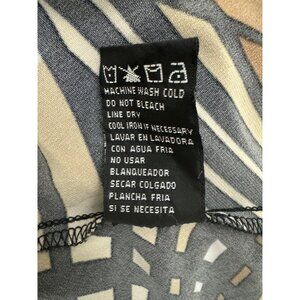 MACHINE WASH COLD
DO NOT BLEACH
LINE DRY
COOL IRON IF NECESSARY
LAVAR EN LAVADORA
CON AGUA FRIA
NO USAR
BLANQUEADOR
SECAR COLGADO
PLANCHA FRIA
SI SE NECESITA